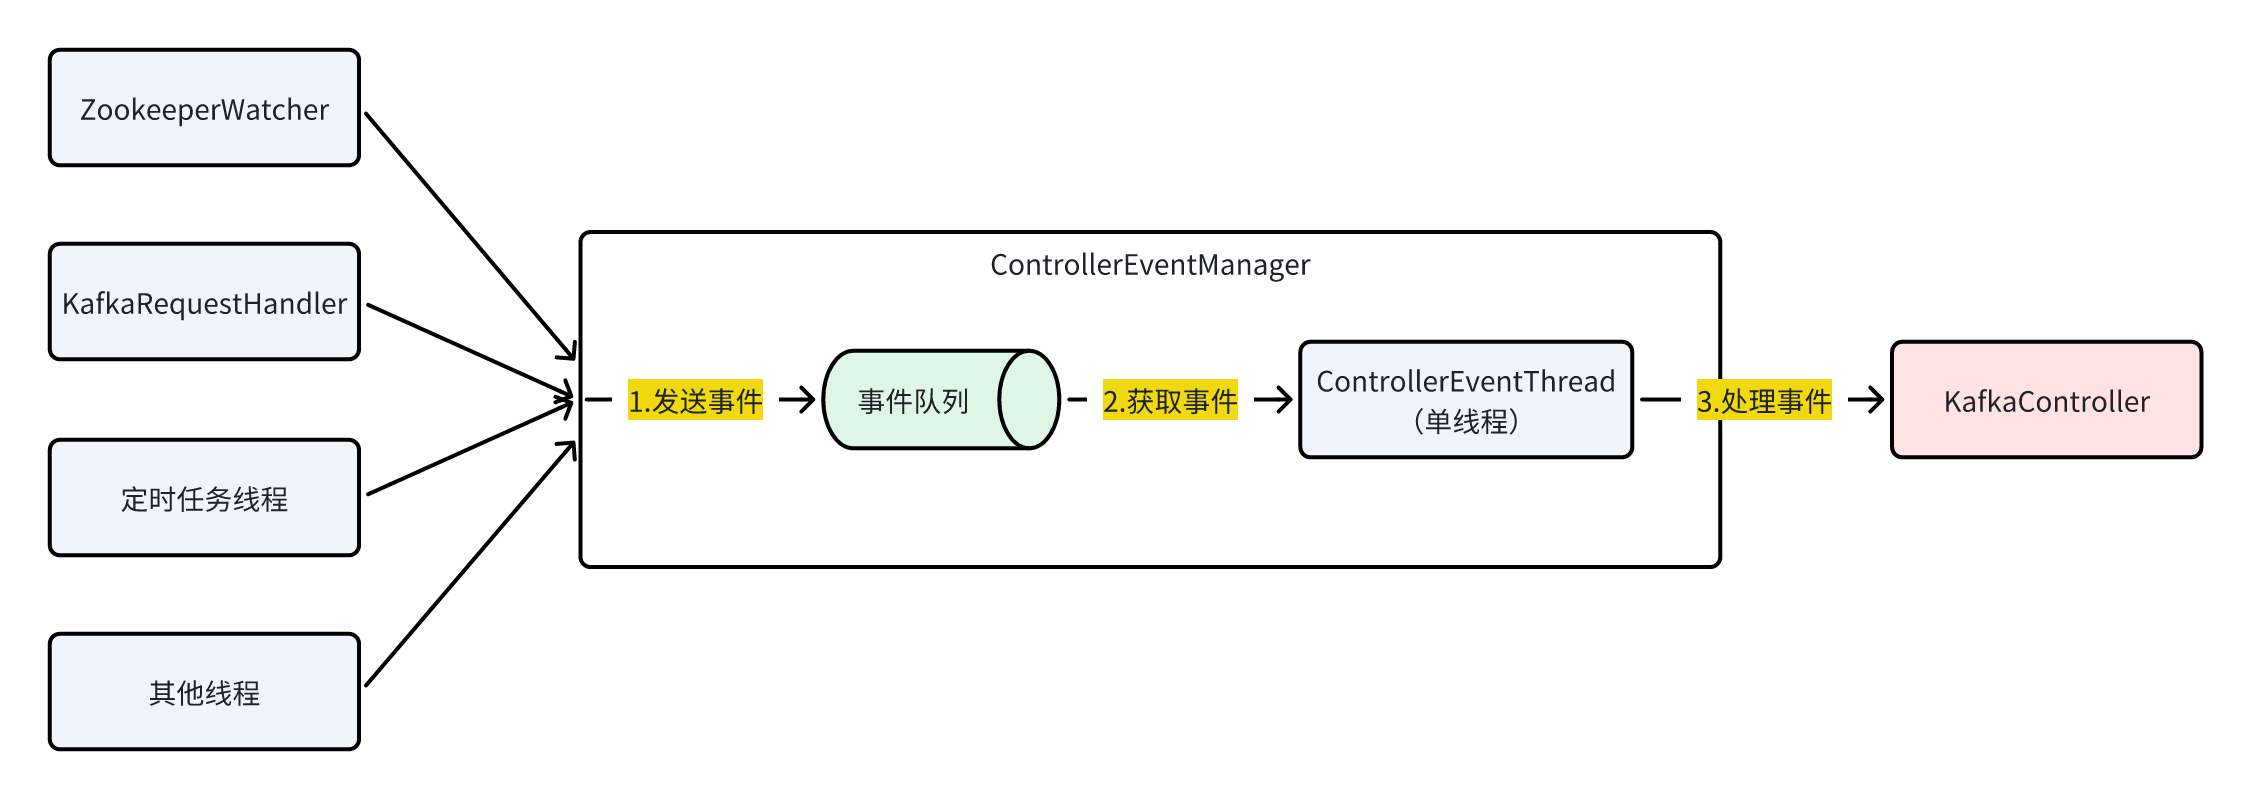 ZookeeperWatcher
KafkaRequestHandler
定时任务线程
其他线程
ControllerEventManager
1.发送事件
事件队列
2.获取事件
ControllerEventThread
（单线程）
3.处理事件
KafkaController